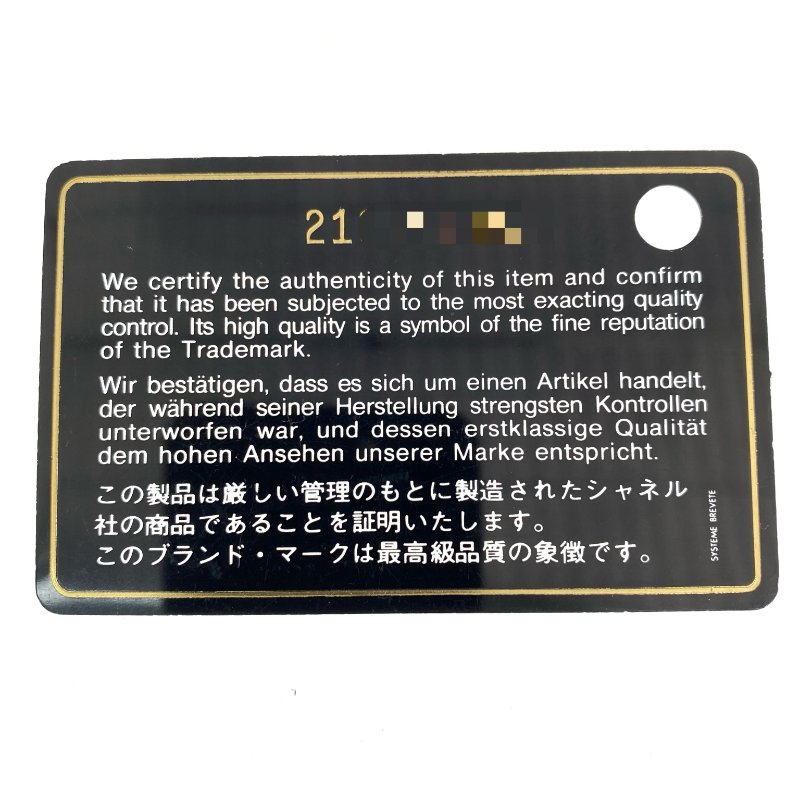 21
We certify the authenticity of this item and confirm
that it has been subjected to the most exacting quality
control. Its high quality is a symbol of the fine reputation
of the Trademark.
Wir bestätigen, dass es sich um einen Artikel handelt,
der während seiner Herstellung strengsten Kontrollen
unterworfen war, und dessen erstklassige Qualität
dem hohen Ansehen unserer Marke entspricht.
この製品は厳しい管理のもとに製造されたシャネル
社の商品であることを証明いたします。
このブランド・マークは最高級品質の象徴です。
SYSTEME BREVETE